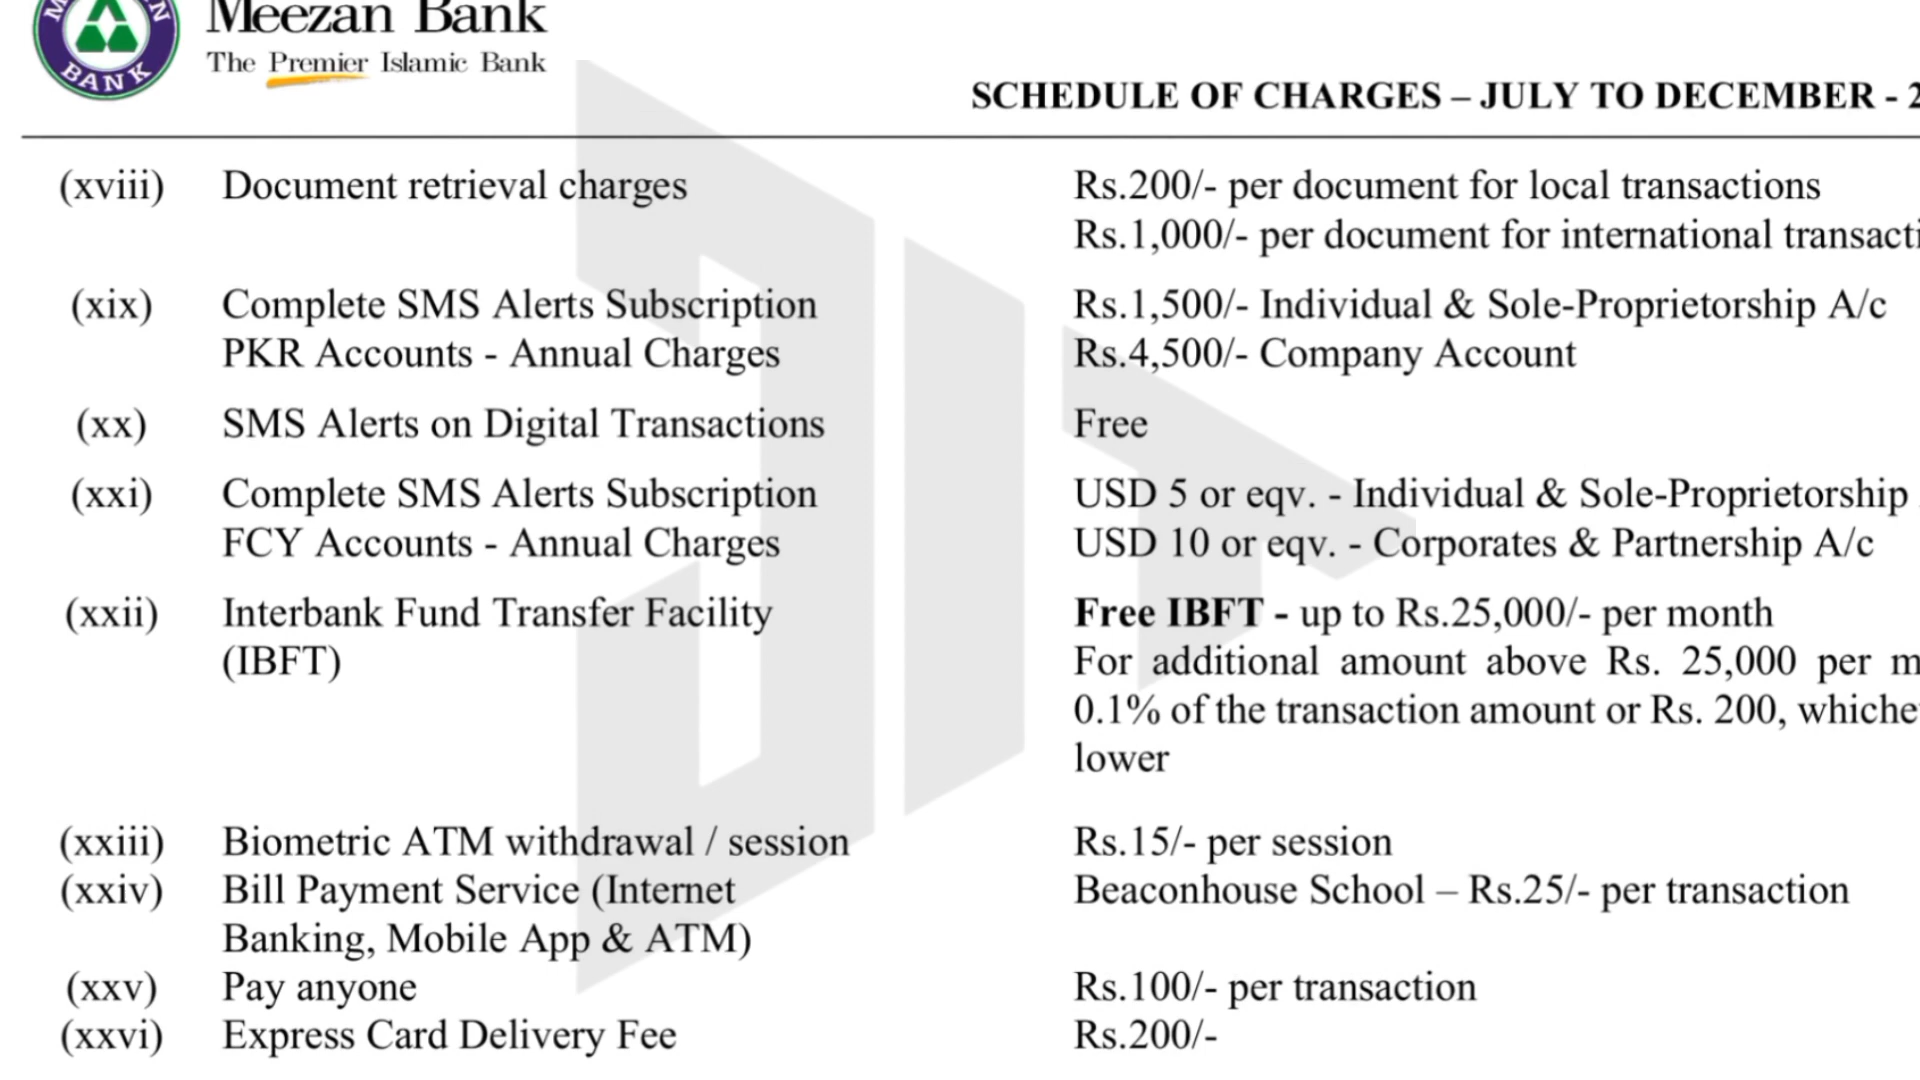 Meezan Bank
BANK
The Premier Islamic Bank
SCHEDULE OF CHARGES – JULY TO DECEMBER - 2
(xviii) Document retrieval charges Rs.200/- per document for local transactions
Rs.1,000/- per document for international
(xix) Complete SMS Alerts Subscription Rs.1,500/- Individual & Sole-Proprietorship A/c
PKR Accounts - Annual Charges Rs.4,500/- Company Account
(xx) SMS Alerts on Digital Transactions Free
(xxi) Complete SMS Alerts Subscription USD 5 or eqv. - Individual & Sole-Proprietorship
FCY Accounts - Annual Charges USD 10 or eqv. - Corporates & Partnership A/c
(xxii) Interbank Fund Transfer Facility Free IBFT - up to Rs.25,000/- per month
(IBFT) For additional amount above Rs. 25,000 per
0.1% of the transaction amount or Rs. 200,
lower
(xxiii) Biometric ATM withdrawal / session Rs.15/- per session
(xxiv) Bill Payment Service (Internet Beaconhouse School – Rs.25/- per transaction
Banking, Mobile App & ATM)
(xxv) Pay anyone Rs.100/- per transaction
(xxvi) Express Card Delivery Fee Rs.200/-